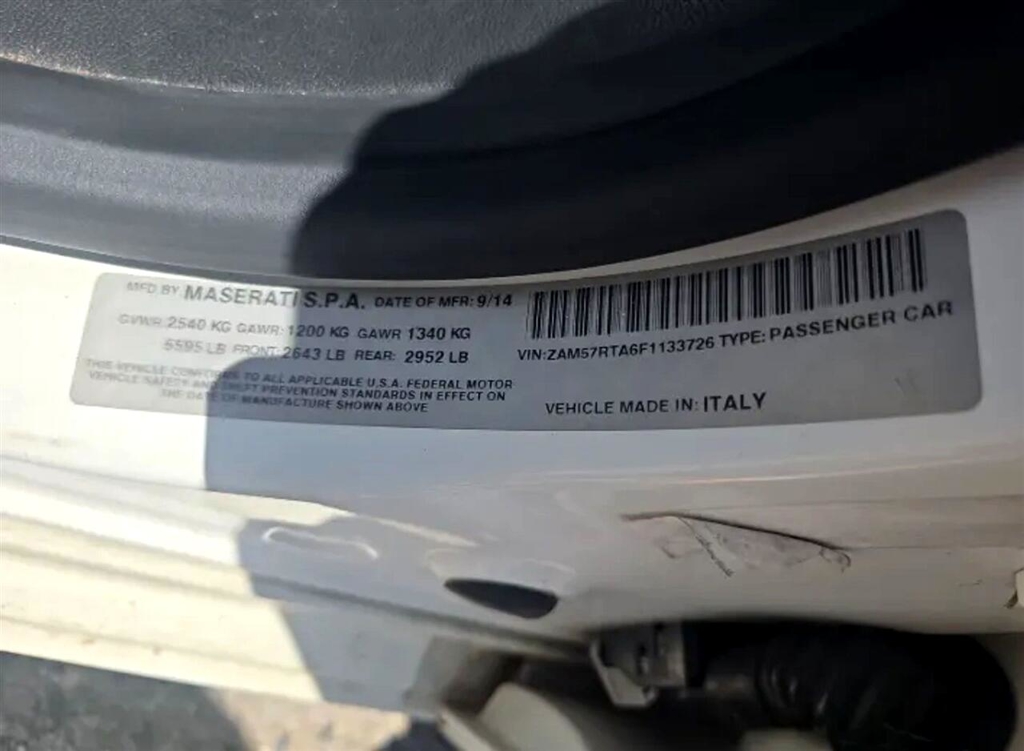 MFD BY MASERATI S.P.A. DATE OF MFR: 9/14
GVWR: 2540 KG GAWR: 1200 KG GAWR 1340 KG
5595 LB FRONT: 2643 LB REAR: 2952 LB
THIS VEHICLE CONFORMS TO ALL APPLICABLE U.S.A. FEDERAL MOTOR
VEHICLE SAFETY AND THEFT PREVENTION STANDARDS IN EFFECT ON
THE DATE OF MANUFACTURE SHOWN ABOVE
VIN:ZAM57RTA6F1133726 TYPE: PASSENGER CAR
VEHICLE MADE IN: ITALY